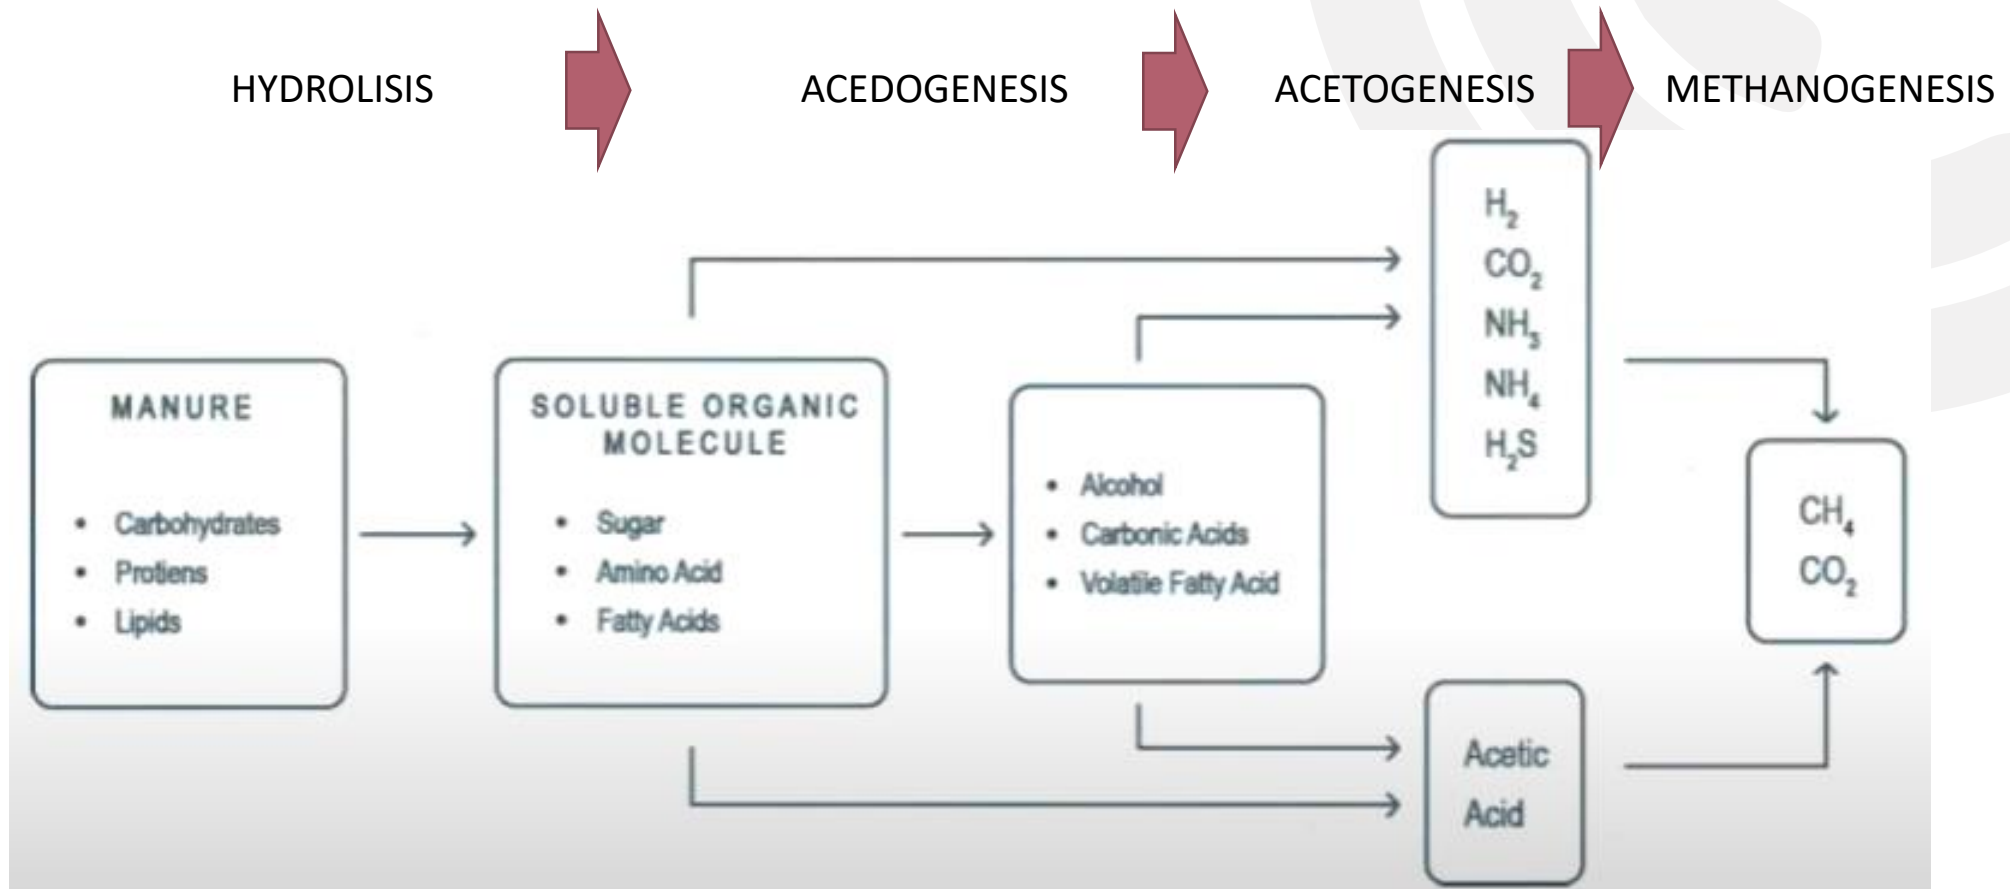 HYDROLISIS
ACEDOGENESIS
ACETOGENESIS
METHANOGENESIS
MANURE
• Carbohydrates
• Protiens
• Lipids
SOLUBLE ORGANIC
MOLECULE
• Sugar
• Amino Acid
• Fatty Acids
• Alcohol
• Carbonic Acids
• Volatile Fatty Acid
H₂
CO₂
NH₃
NH₄
H₂S
Acetic
Acid
CH₄
CO₂